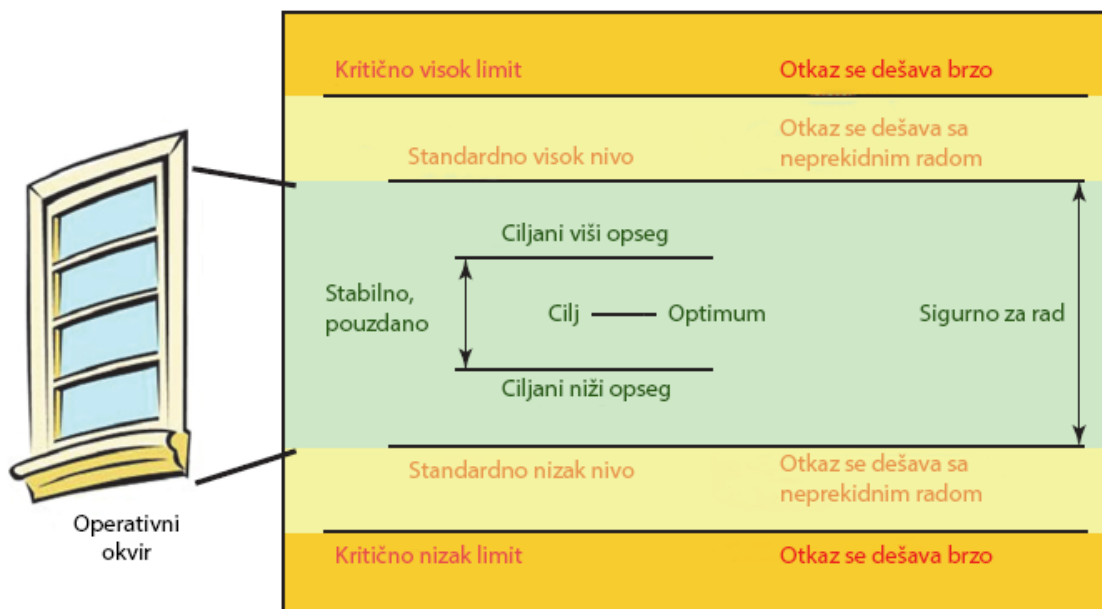 Kritično visok limit
Otkaz se dešava brzo
Otkaz se dešava sa
neprekidnim radom
Standardno visok nivo
Ciljani viši opseg
Stabilno,
pouzdano
Cilj
Optimum
Sigurno za rad
Ciljani niži opseg
Standardno nizak nivo
Otkaz se dešava sa
neprekidnim radom
Operativni
okvir
Kritično nizak limit
Otkaz se dešava brzo